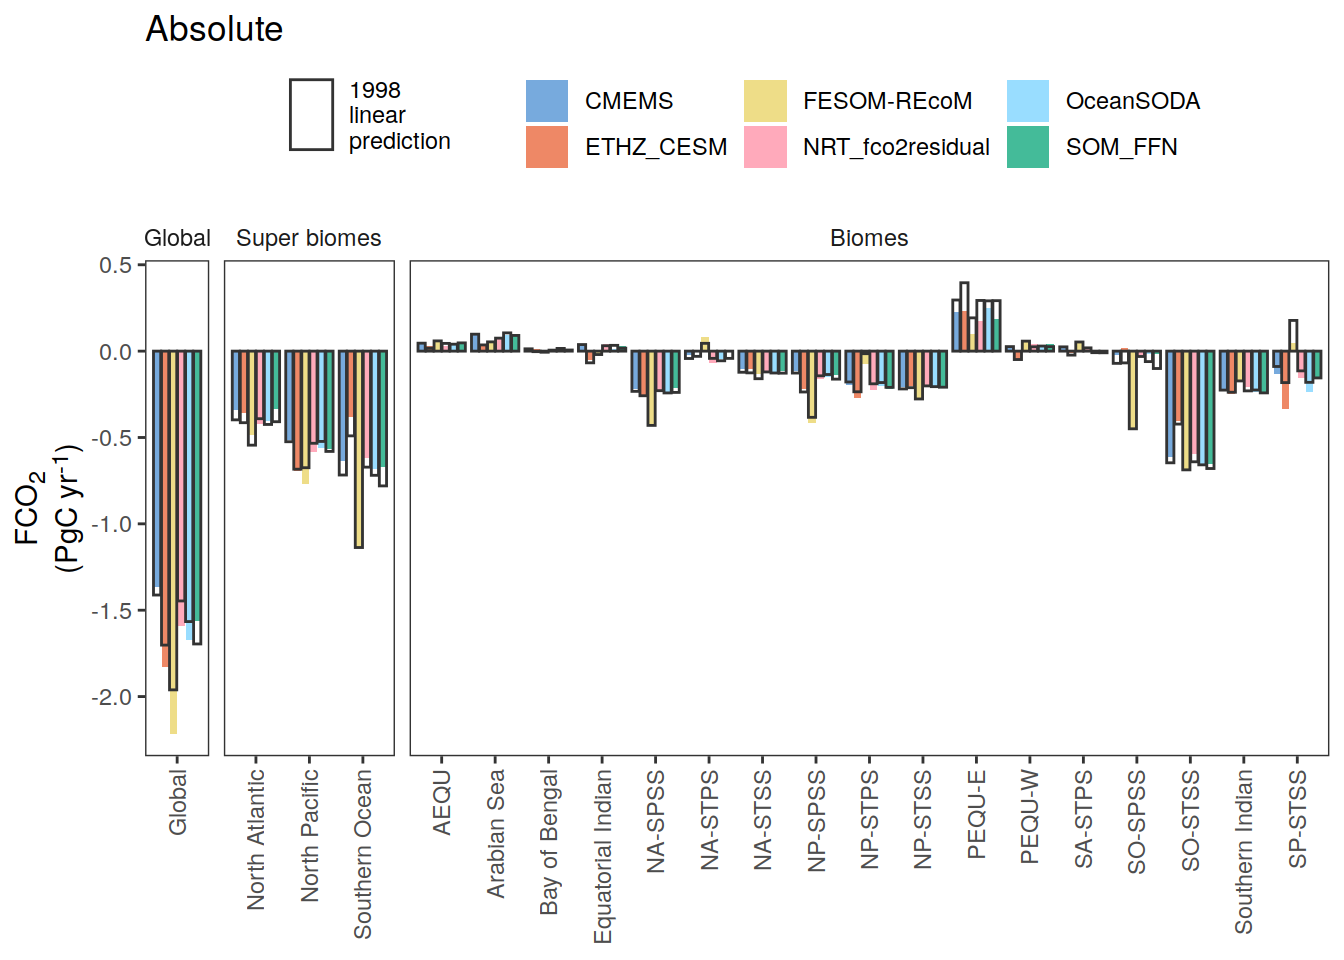 Absolute
1998
linear
prediction
CMEMS
FESOM-REcoM
OceanSODA
ETHZ_CESM
NRT_fco2residual
SOM_FFN
Global
Super biomes
Biomes
0.5
0.0
-0.5
-1.0
-1.5
-2.0
FCO₂
(PgC yr⁻¹)
Global
North Atlantic
North Pacific
Southern Ocean
AEQU
Arabian Sea
Bay of Bengal
Equatorial Indian
NA-SPSS
NA-STPS
NA-STSS
NP-SPSS
NP-STPS
NP-STSS
PEQU-E
PEQU-W
SA-STPS
SO-SPSS
SO-STSS
Southern Indian
SP-STSS